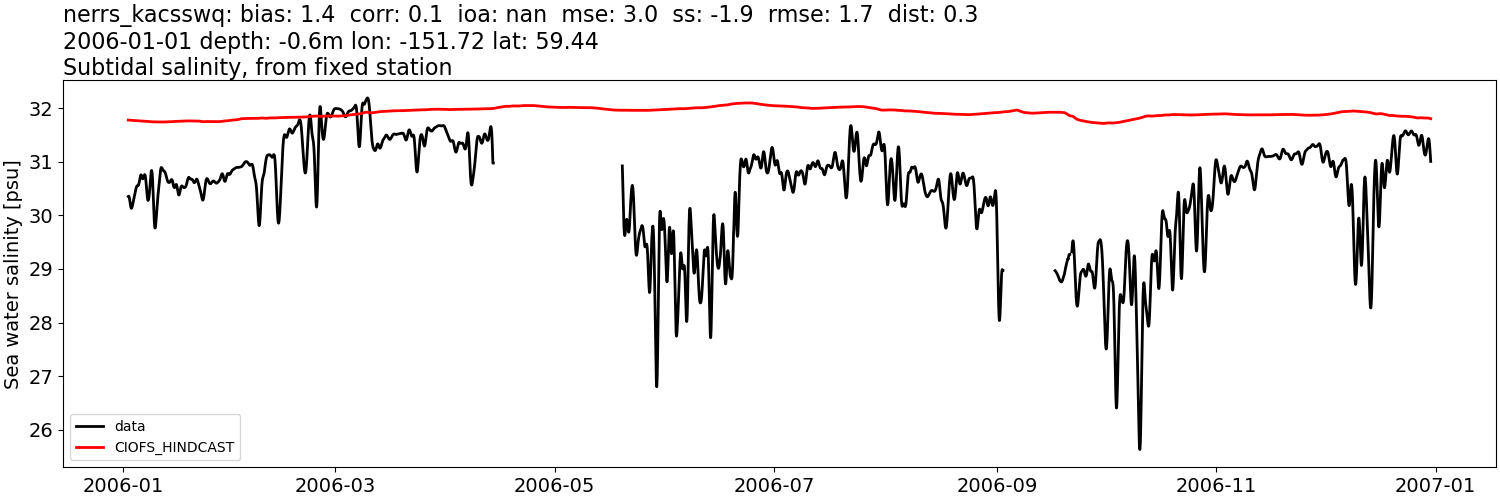 nerrs_kacsswq: bias: 1.4  corr: 0.1  ioa: nan  mse: 3.0  ss: -1.9  rmse: 1.7  dist: 0.3
2006-01-01 depth: -0.6m lon: -151.72 lat: 59.44
Subtidal salinity, from fixed station
Sea water salinity [psu]
32
31
30
29
28
27
26
data
CIOFS_HINDCAST
2006-01
2006-03
2006-05
2006-07
2006-09
2006-11
2007-01